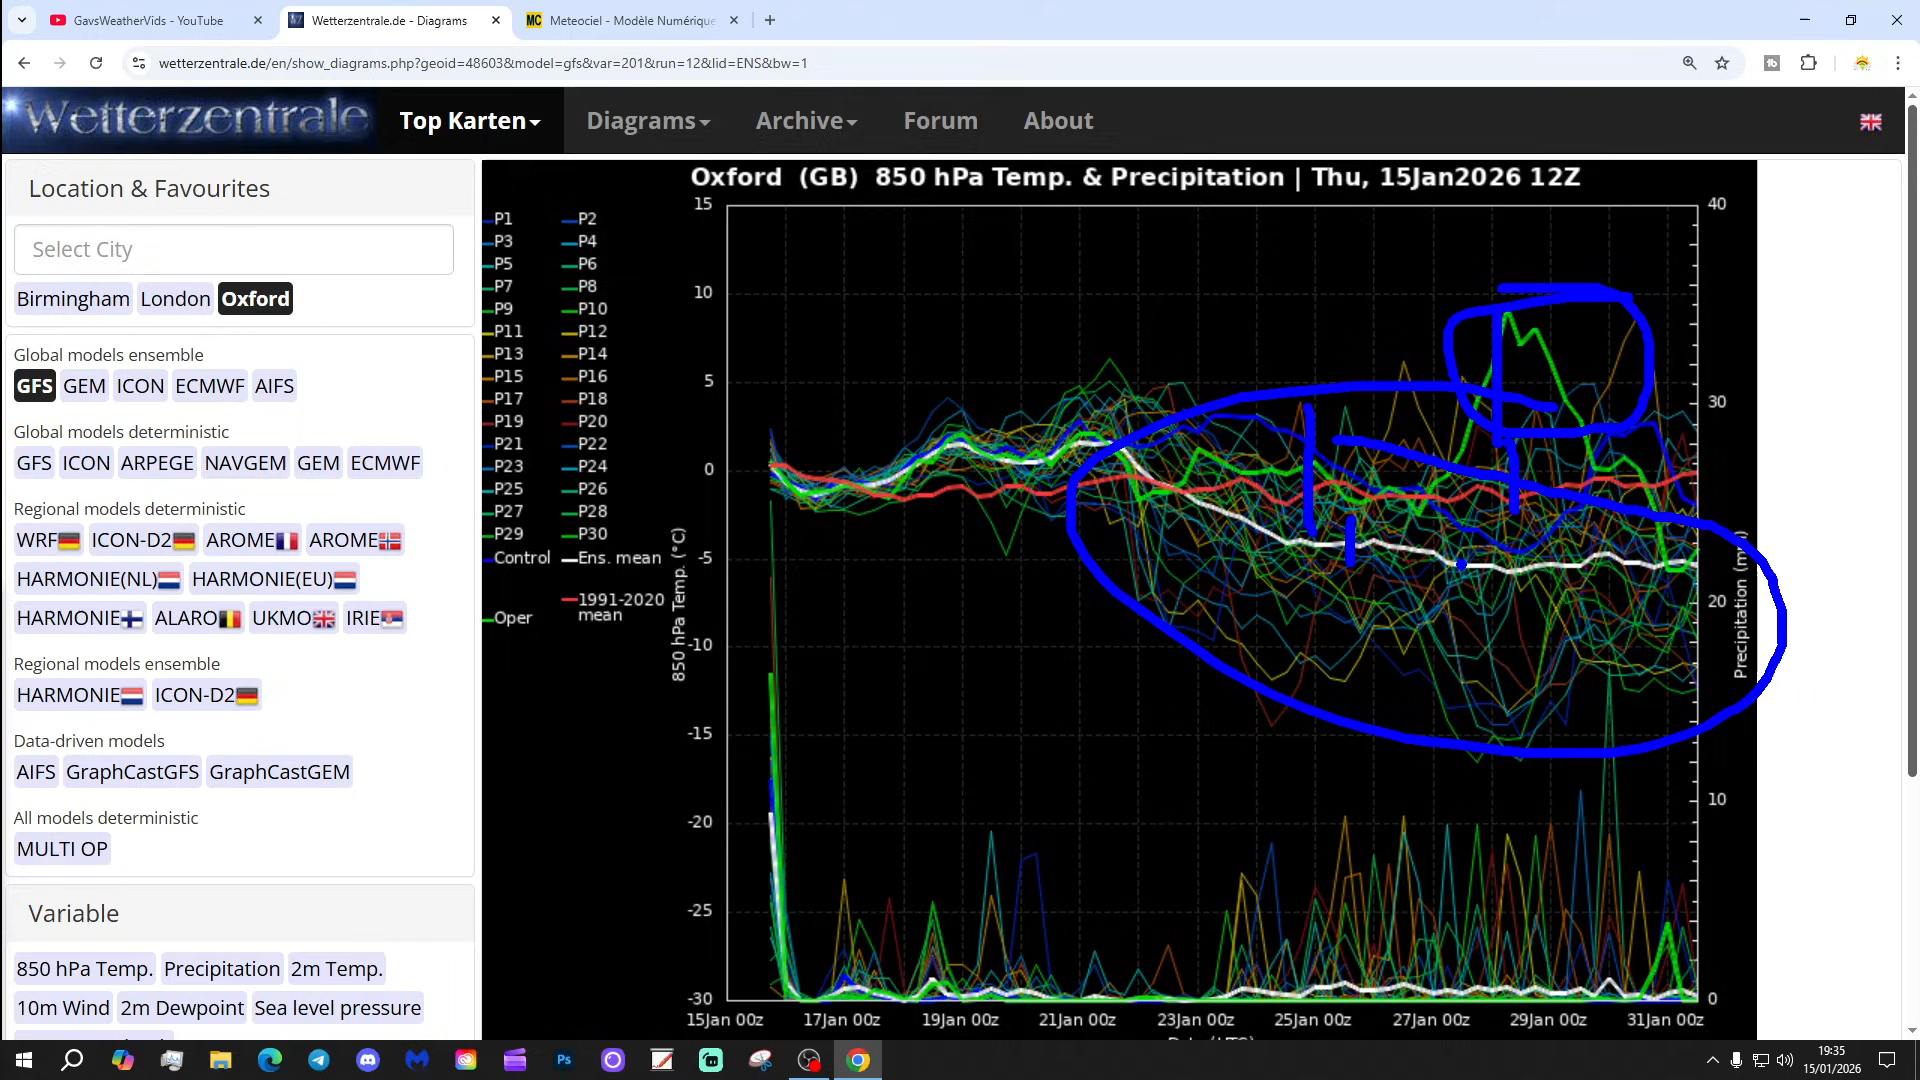 GavsWeatherVids - YouTube
Wetterzentrale.de - Diagrams
MC Meteociel - Modèle Numérique
wetterzentrale.de/en/show_diagrams.php?geoid=48603&model=gfs&var=201&run=12&lid=ENS&bw=1
Wetterzentrale
Top Karten
Diagrams
Archive
Forum
About
Location & Favourites
Select City
Birmingham London Oxford
Global models ensemble
GFS GEM ICON ECMWF AIFS
Global models deterministic
GFS ICON ARPEGE NAVGEM GEM ECMWF
Regional models deterministic
WRF ICON-D2 AROME AROME
HARMONIE(NL) HARMONIE(EU)
HARMONIE ALARO UKMO IRIE
Regional models ensemble
HARMONIE ICON-D2
Data-driven models
AIFS GraphCastGFS GraphCastGEM
All models deterministic
MULTI OP
Variable
850 hPa Temp. Precipitation 2m Temp.
10m Wind 2m Dewpoint Sea level pressure
Oxford (GB) 850 hPa Temp. & Precipitation | Thu, 15Jan2026 12Z
P1 P2
P3 P4
P5 P6
P7 P8
P9 P10
P11 P12
P13 P14
P15 P16
P17 P18
P19 P20
P21 P22
P23 P24
P25 P26
P27 P28
P29 P30
Control Ens. mean
Oper 1991-2020
mean
850 hPa Temp. (°C)
15
10
5
0
-5
-10
-15
-20
-25
-30
40
30
20
10
0
Precipitation (mm)
15Jan 00z 17Jan 00z 19Jan 00z 21Jan 00z 23Jan 00z 25Jan 00z 27Jan 00z 29Jan 00z 31Jan 00z
19:35
15/01/2026